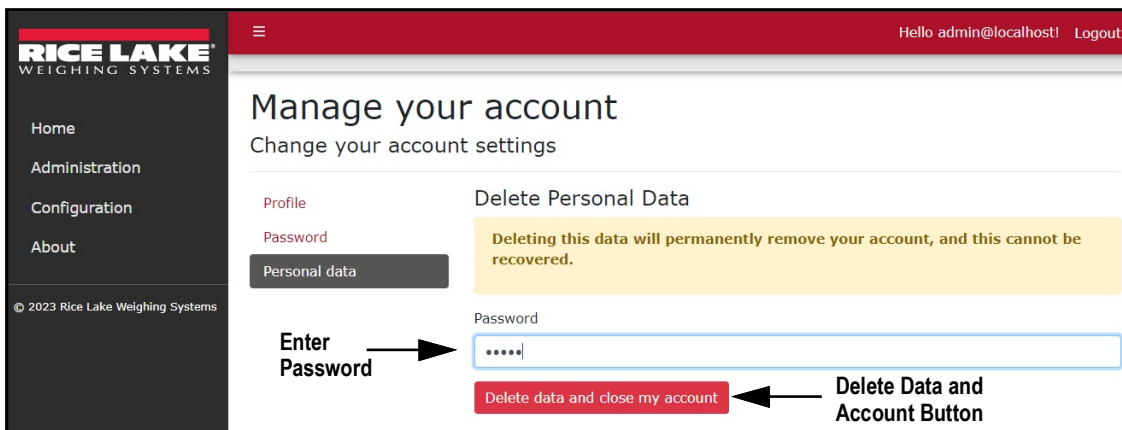 RICE LAKE®
WEIGHING SYSTEMS
Home
Administration
Configuration
About
© 2023 Rice Lake Weighing Systems
☰
Hello admin@localhost! Logout
Manage your account
Change your account settings
Profile
Password
Personal data
Delete Personal Data
Deleting this data will permanently remove your account, and this cannot be
recovered.
Password
•••••
Enter
Password
Delete data and close my account
Delete Data and
Account Button